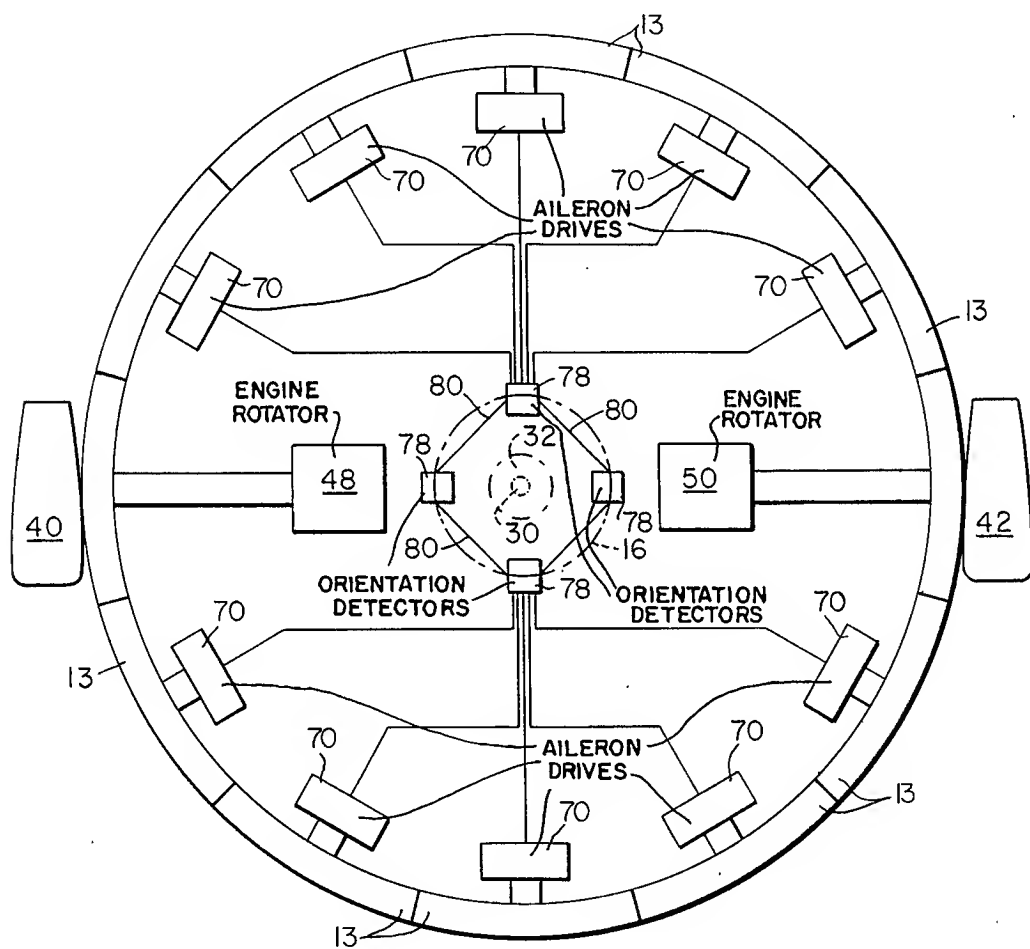 13
70
70
70
AILERON
DRIVES
70
70
13
ENGINE
ROTATOR
80
78
80
ENGINE
ROTATOR
32
78
40
48
50
42
30
78
80
16
ORIENTATION
DETECTORS
78
ORIENTATION
DETECTORS
70
70
13
70
AILERON
DRIVES
70
13
70
13